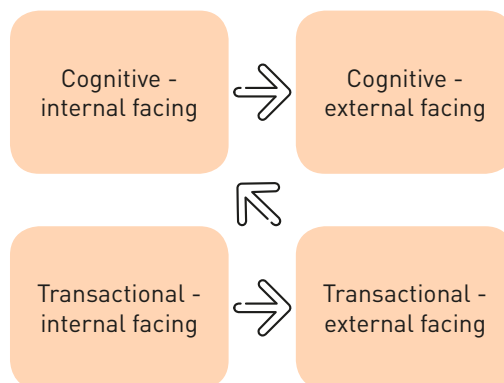 Cognitive -
internal facing
Cognitive -
external facing
Transactional -
internal facing
Transactional -
external facing